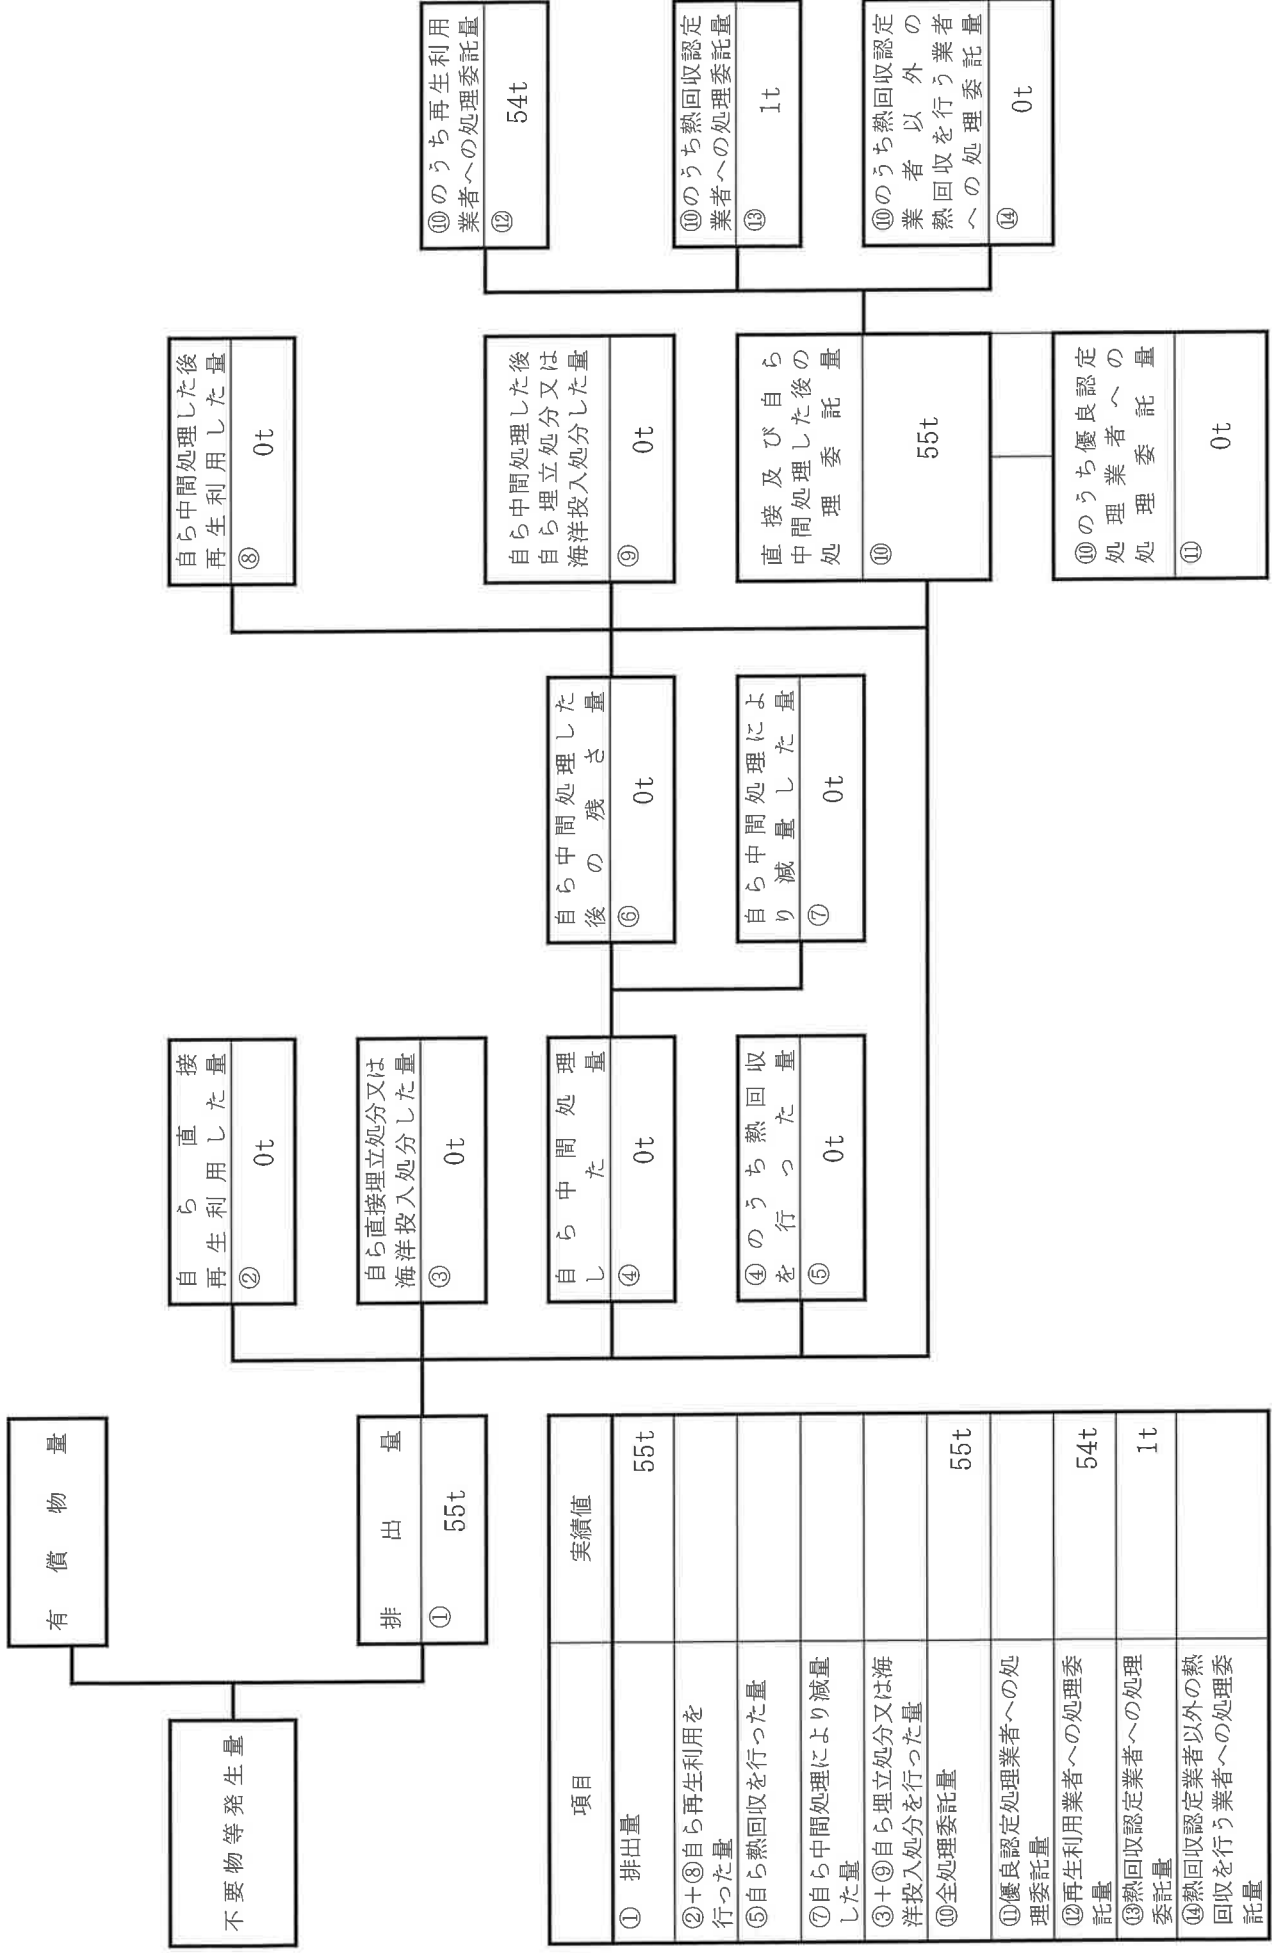 不要物等発生量
有償物量
排出量
①
55t
項目
実績値
① 排出量
55t
②+⑧自ら再生利用を
行った量
⑤自ら熱回収を行った量
⑦自ら中間処理により減量
した量
③+⑨自ら埋立処分又は海
洋投入処分を行った量
⑩全処理委託量
55t
⑪優良認定処理業者への処
理委託量
⑫再生利用業者への処理委
託量
54t
⑬熱回収認定業者への処理
委託量
1t
⑭熱回収認定業者以外の熱
回収を行う業者への処理委
託量
自ら直接
再生利用した量
②
0t
自ら直接埋立処分又は
海洋投入処分した量
③
0t
自ら中間処理
した量
④
0t
④のうち熱回収
を行った量
⑤
0t
自ら中間処理した
後の残さ量
⑥
0t
自ら中間処理によ
り減量した量
⑦
0t
自ら中間処理した後
再生利用した量
⑧
0t
自ら中間処理した後
自ら埋立処分又は
海洋投入処分した量
⑨
0t
直接及び自ら
中間処理した後の
処理委託量
⑩
55t
⑩のうち優良認定
処理業者への
処理委託量
⑪
0t
⑩のうち再生利用
業者への処理委託量
⑫
54t
⑩のうち熱回収認定
業者への処理委託量
⑬
1t
⑩のうち熱回収認定
業者以外の
熱回収を行う業者
への処理委託量
⑭
0t